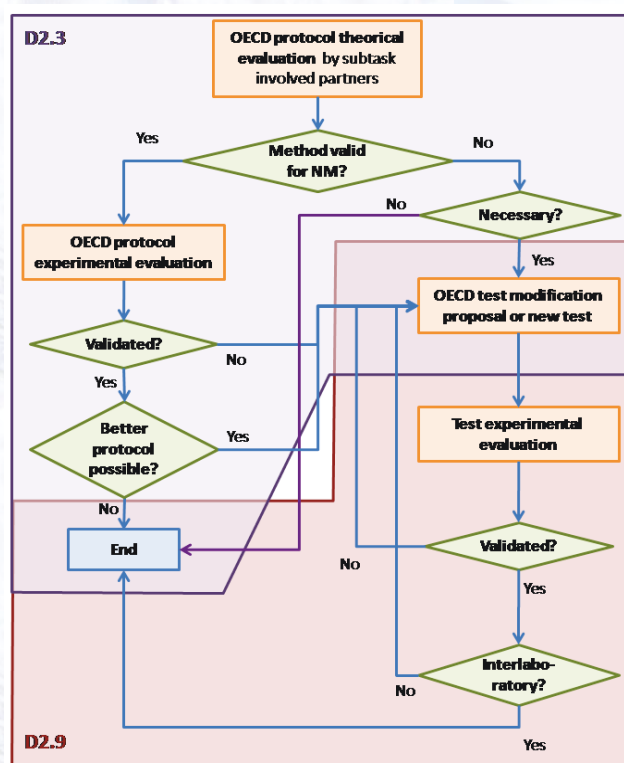 D2.3
OECD protocol theorical
evaluation by subtask
involved partners
Yes
Method valid
for NM?
No
No
Necessary?
OECD protocol
experimental evaluation
Yes
OECD test modification
proposal or new test
Validated?
No
Yes
Better
protocol
possible?
Yes
Test experimental
evaluation
No
End
Validated?
No
Yes
Interlabo-
ratory?
No
D2.9
Yes